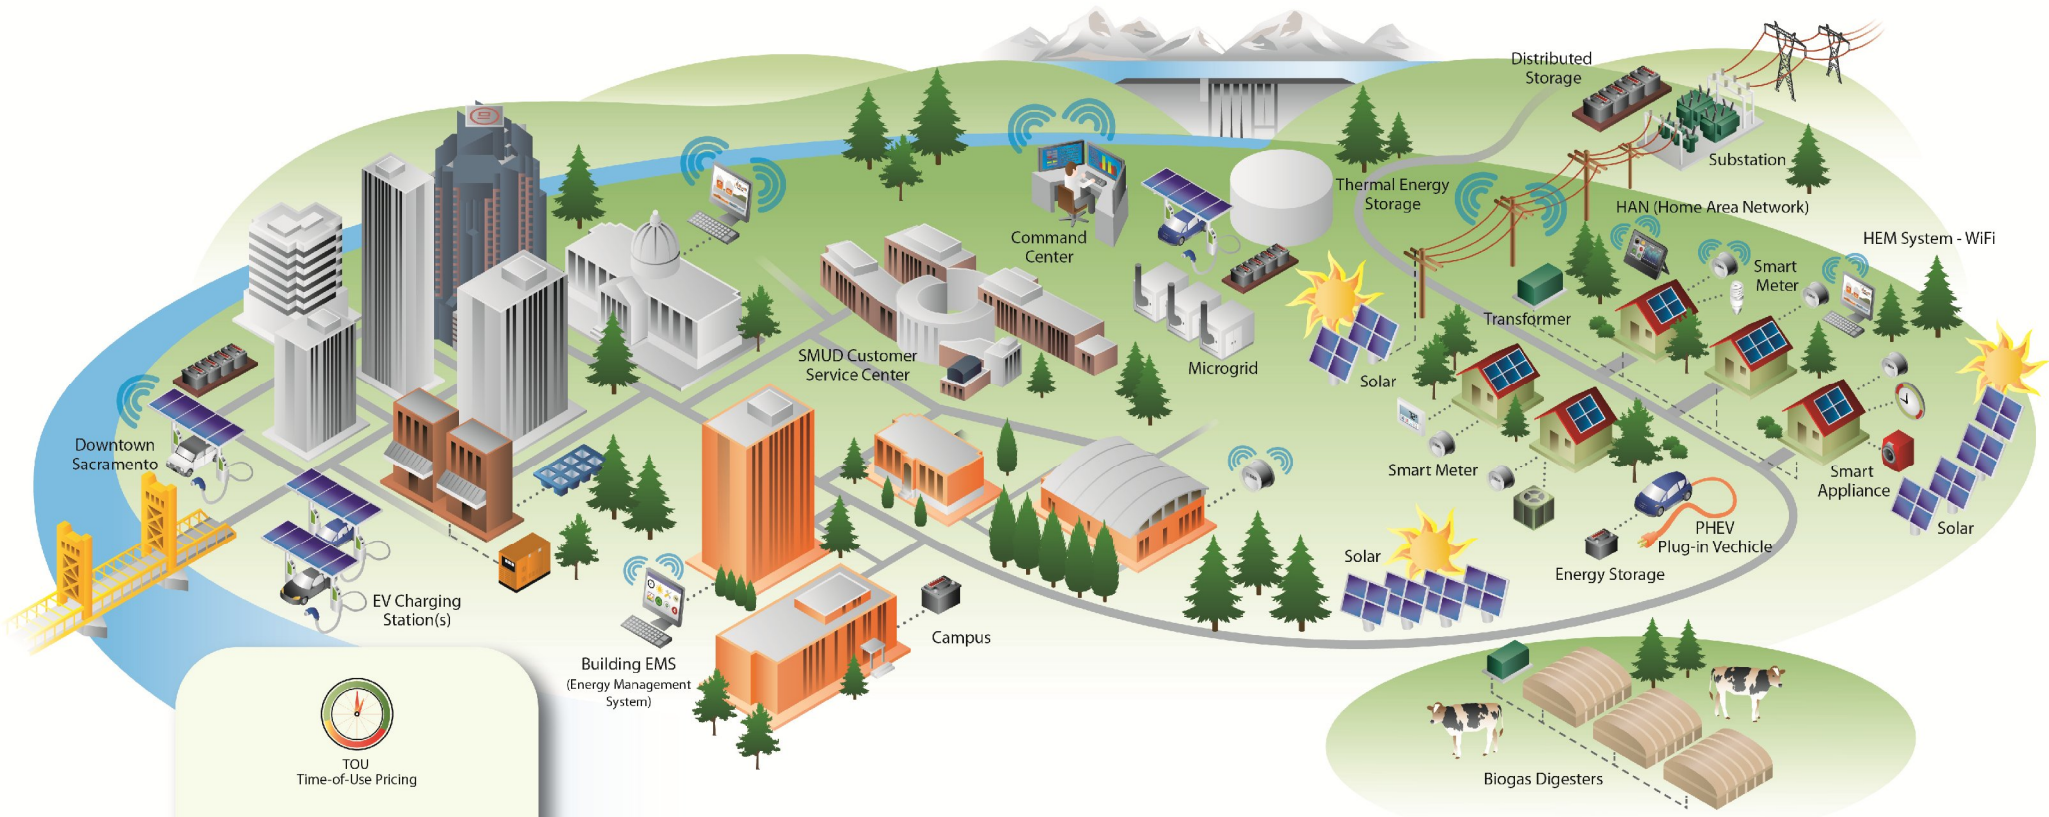 Distributed
Storage
Substation
Thermal Energy
Storage
HAN (Home Area Network)
HEM System - WiFi
Command
Center
Smart
Meter
Transformer
SMUD Customer
Service Center
Microgrid
Solar
Downtown
Sacramento
Smart Meter
Smart
Appliance
Solar
PHEV
Plug-in Vechicle
Solar
Energy Storage
EV Charging
Station(s)
Campus
Building EMS
(Energy Management
System)
TOU
Time-of-Use Pricing
Biogas Digesters